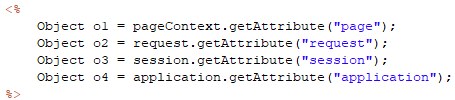 <%
Object o1 = pageContext.getAttribute("page");
Object o2 = request.getAttribute("request");
Object o3 = session.getAttribute("session");
Object o4 = application.getAttribute("application");
%>